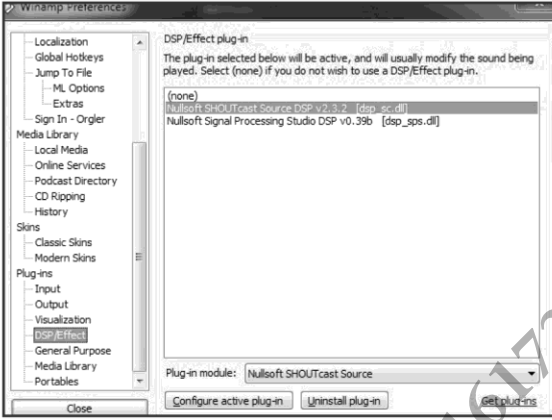 Winamp Preferences
Localization
Global Hotkeys
Jump To File
ML Options
Extras
Sign In - Orgler
Media Library
Local Media
Online Services
Podcast Directory
CD Ripping
History
Skins
Classic Skins
Modern Skins
Plug-ins
Input
Output
Visualization
DSP/Effect
General Purpose
Media Library
Portables
Close
DSP/Effect plug-in
The plug-in selected below will be active, and will usually modify the sound being
played. Select (none) if you do not wish to use a DSP/Effect plug-in.
(none)
Nullsoft SHOUTcast Source DSP v2.3.2 [dsp_sc.dll]
Nullsoft Signal Processing Studio DSP v0.39b [dsp_sps.dll]
Plug-in module: Nullsoft SHOUTcast Source
Configure active plug-in Uninstall plug-in Get plug-ins